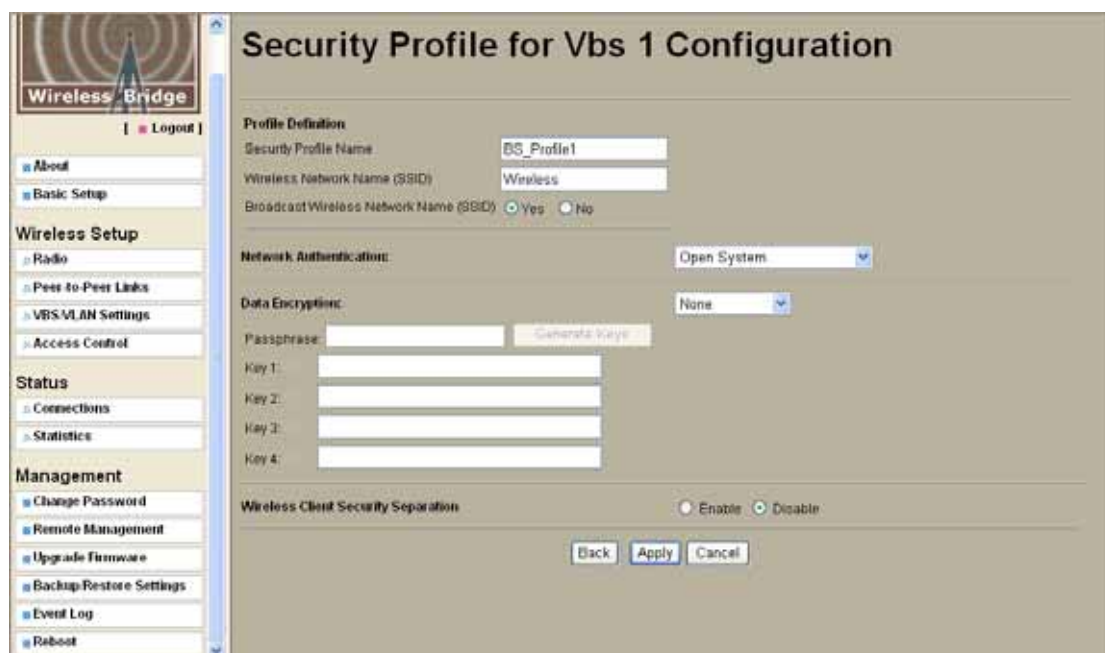 Wireless Bridge
[ Logout ]
About
Basic Setup
Wireless Setup
Radio
Peer-to-Peer Links
VBS/VLAN Settings
Access Control
Status
Connections
Statistics
Management
Change Password
Remote Management
Upgrade Firmware
Backup/Restore Settings
Event Log
Reboot
Security Profile for Vbs 1 Configuration
Profile Definition
Security Profile Name BS_Profile1
Wireless Network Name (SSID) Wireless
Broadcast Wireless Network Name (SSID) Yes No
Network Authentication: Open System
Data Encryption: None
Passphrase: Generate Keys
Key 1:
Key 2:
Key 3:
Key 4:
Wireless Client Security Separation Enable Disable
Back Apply Cancel